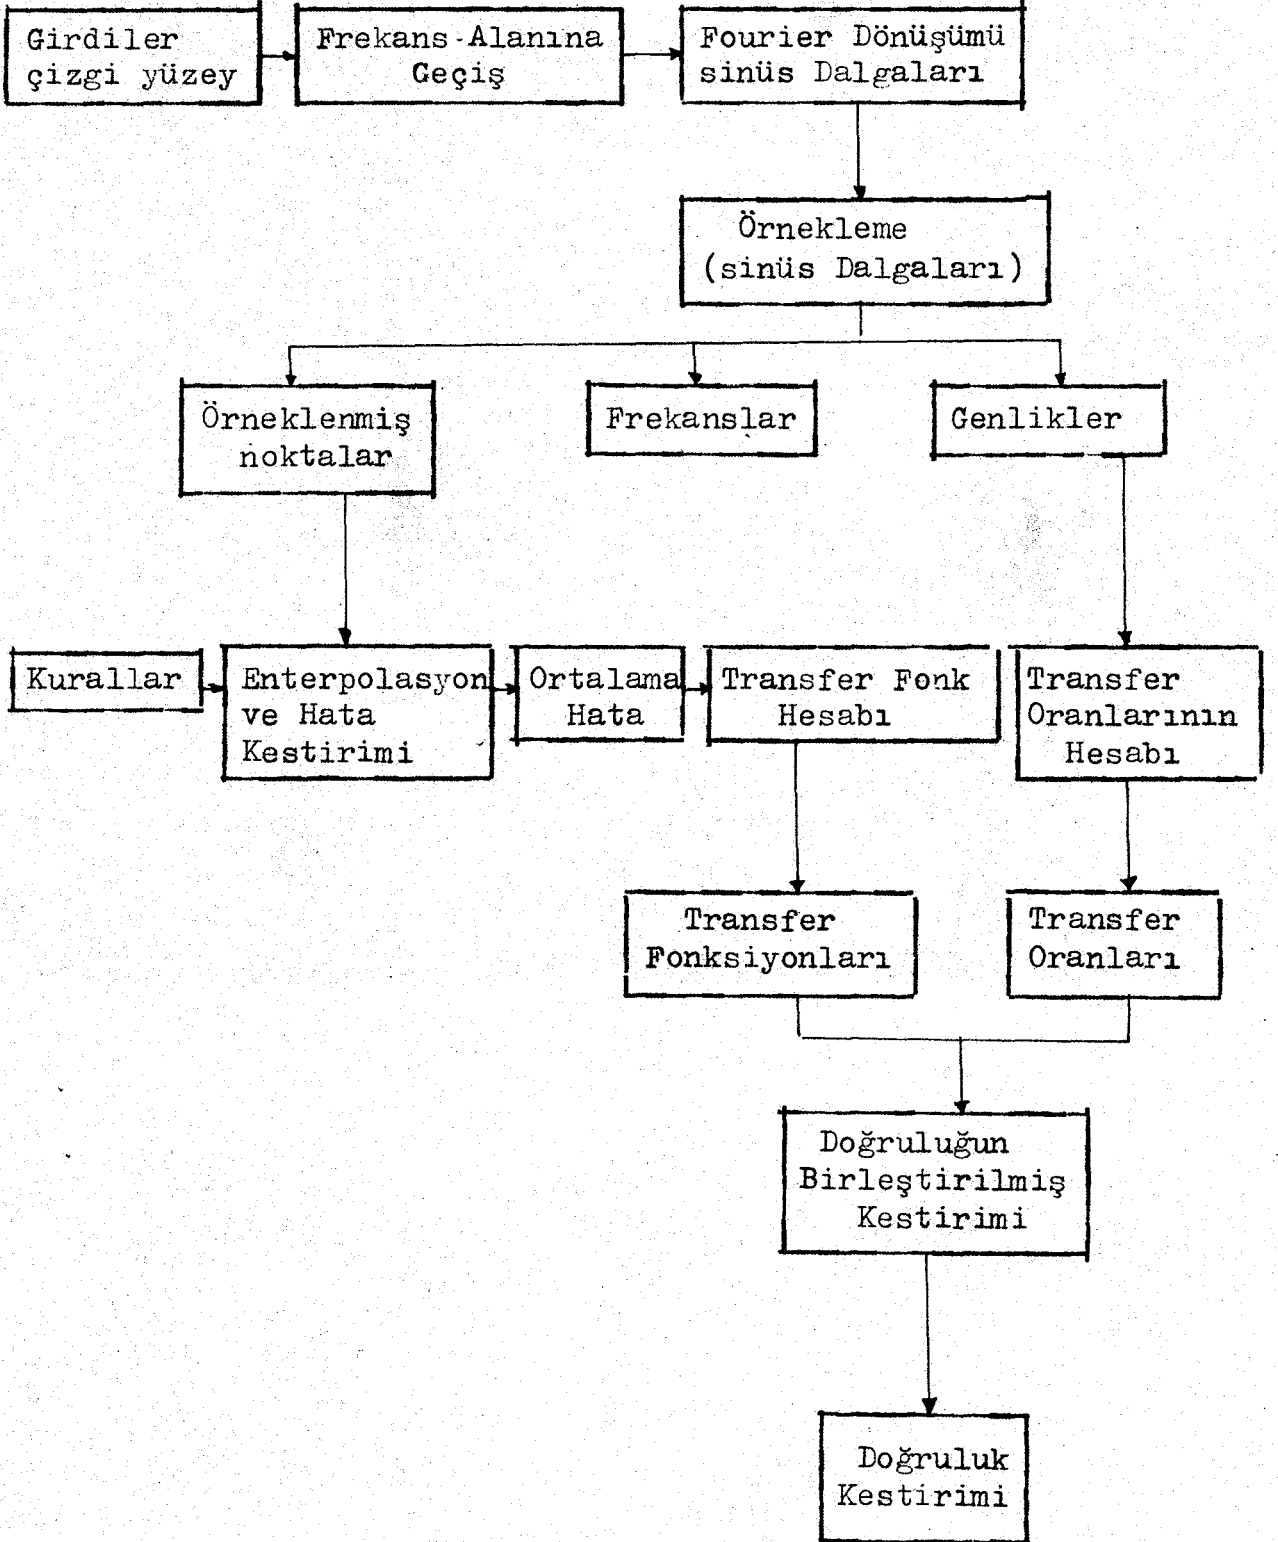 Girdiler
çizgi yüzey
Frekans-Alanına
Geçiş
Fourier Dönüşümü
sinüs Dalgaları
Örnekleme
(sinüs Dalgaları)
Örneklenmiş
noktalar
Frekanslar
Genlikler
Kurallar
Enterpolasyon
ve Hata
Kestirimi
Ortalama
Hata
Transfer Fonk
Hesabı
Transfer
Oranlarının
Hesabı
Transfer
Fonksiyonları
Transfer
Oranları
Doğruluğun
Birleştirilmiş
Kestirimi
Doğruluk
Kestirimi